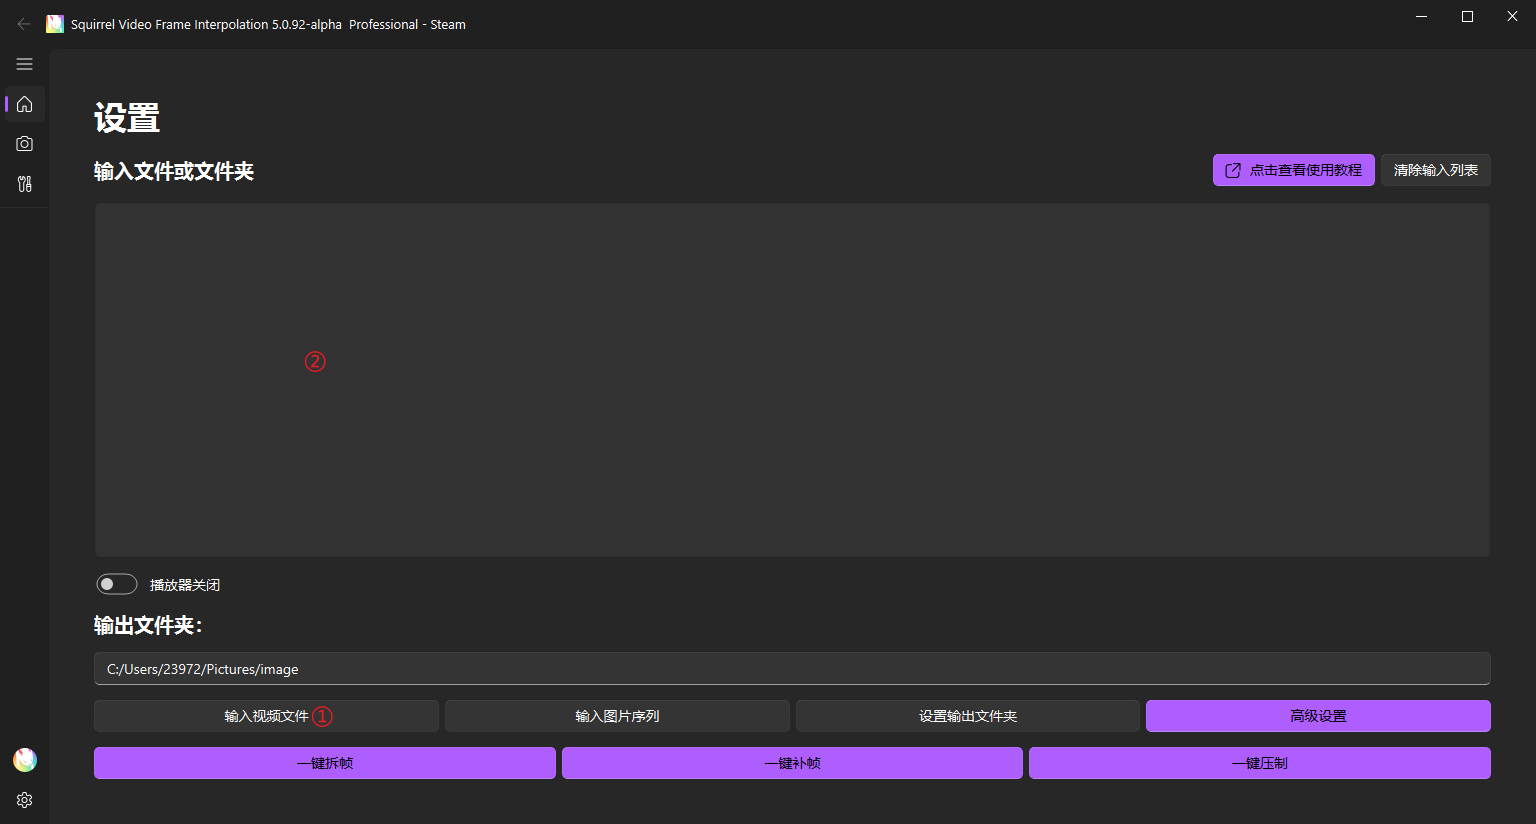 Squirrel Video Frame Interpolation 5.0.92-alpha  Professional - Steam
设置
输入文件或文件夹
点击查看使用教程
清除输入列表
②
播放器关闭
输出文件夹：
C:/Users/23972/Pictures/image
输入视频文件①
输入图片序列
设置输出文件夹
高级设置
一键拆帧
一键补帧
一键压制